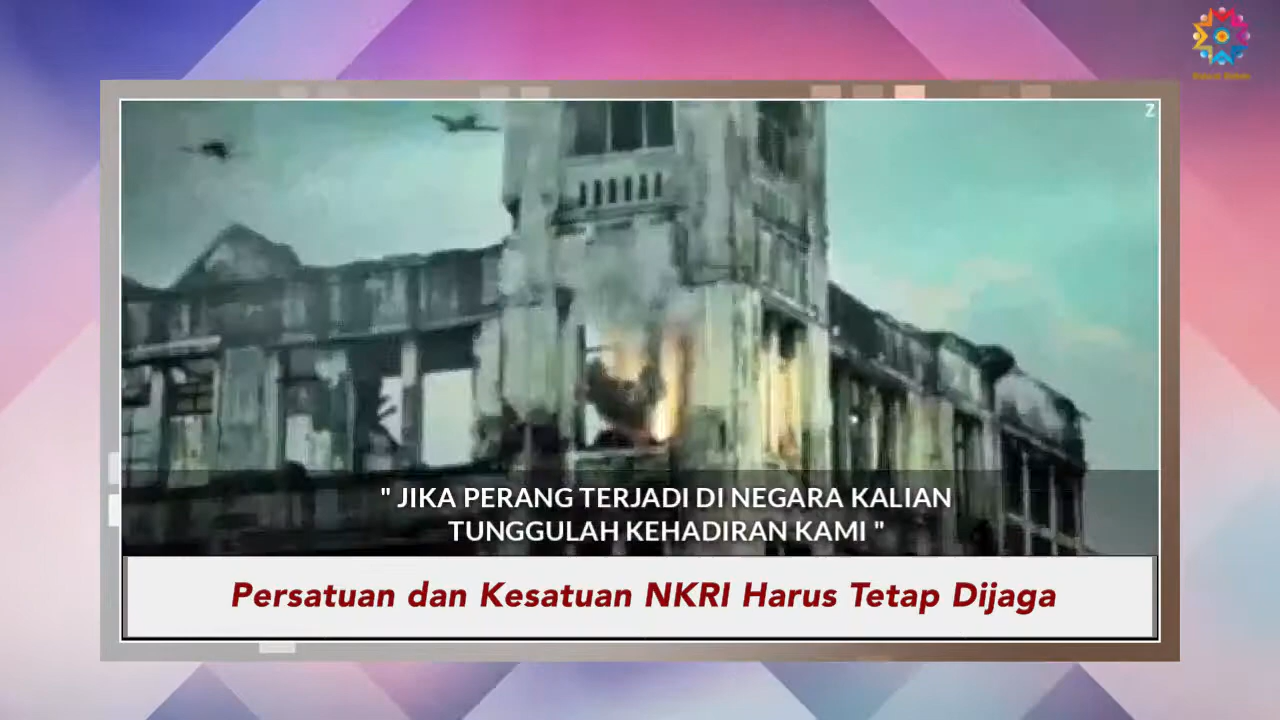 Z
" JIKA PERANG TERJADI DI NEGARA KALIAN
TUNGGULAH KEHADIRAN KAMI "
Persatuan dan Kesatuan NKRI Harus Tetap Dijaga